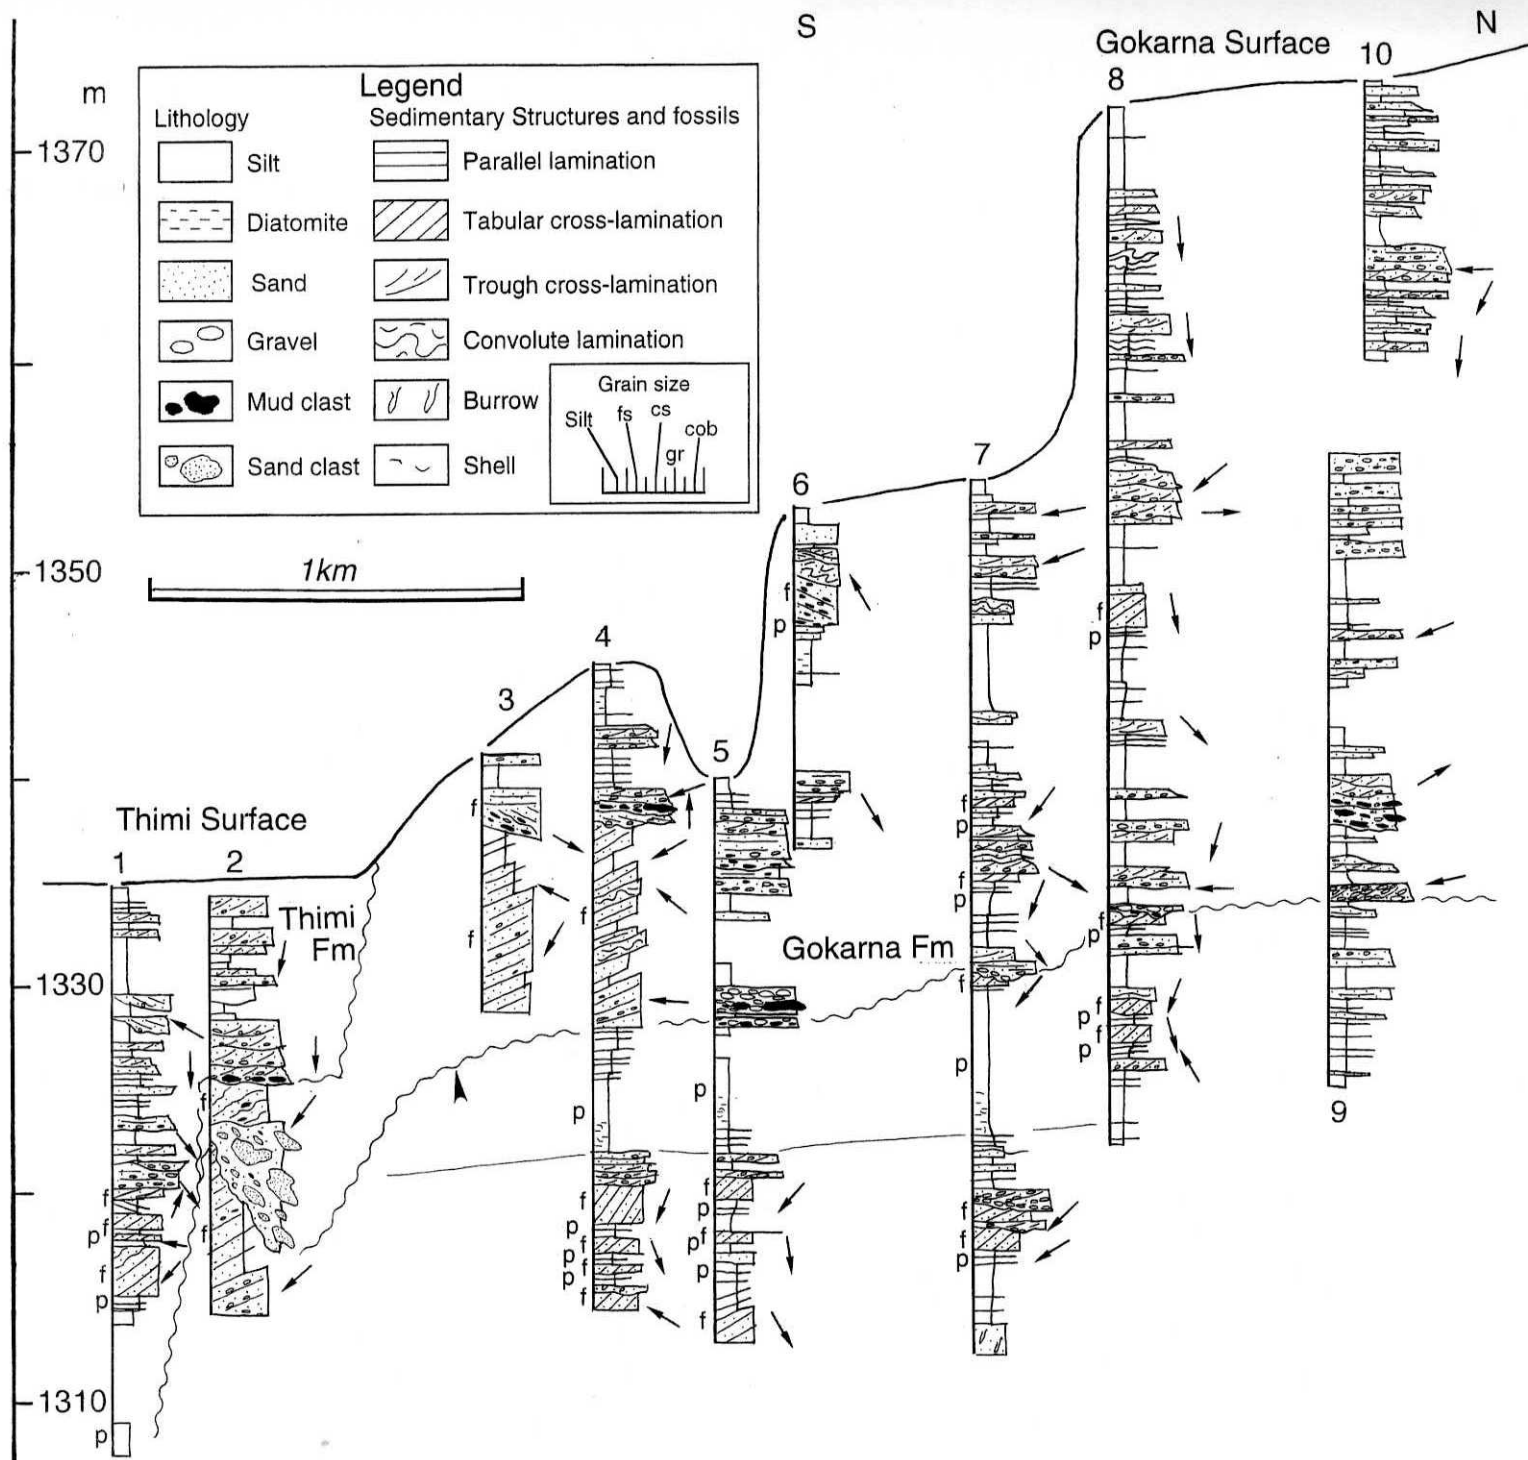 S
N
Gokarna Surface
10
8
m
Legend
Lithology
Sedimentary Structures and fossils
1370
Silt
Parallel lamination
Diatomite
Tabular cross-lamination
Sand
Trough cross-lamination
Gravel
Convolute lamination
Mud clast
Burrow
Sand clast
Shell
Grain size
Silt
fs
cs
gr
cob
7
6
1350
1km
f
p
f
p
4
3
5
Thimi Surface
1
2
f
f
p
f
p
Thimi
Fm
f
f
Gokarna Fm
f
p
1330
f
p
f
p
f
p
p
p
9
f
f
f
p
f
p
f
p
f
p
f
f
p
f
p
f
p
f
p
f
p
f
f
p
1310
p